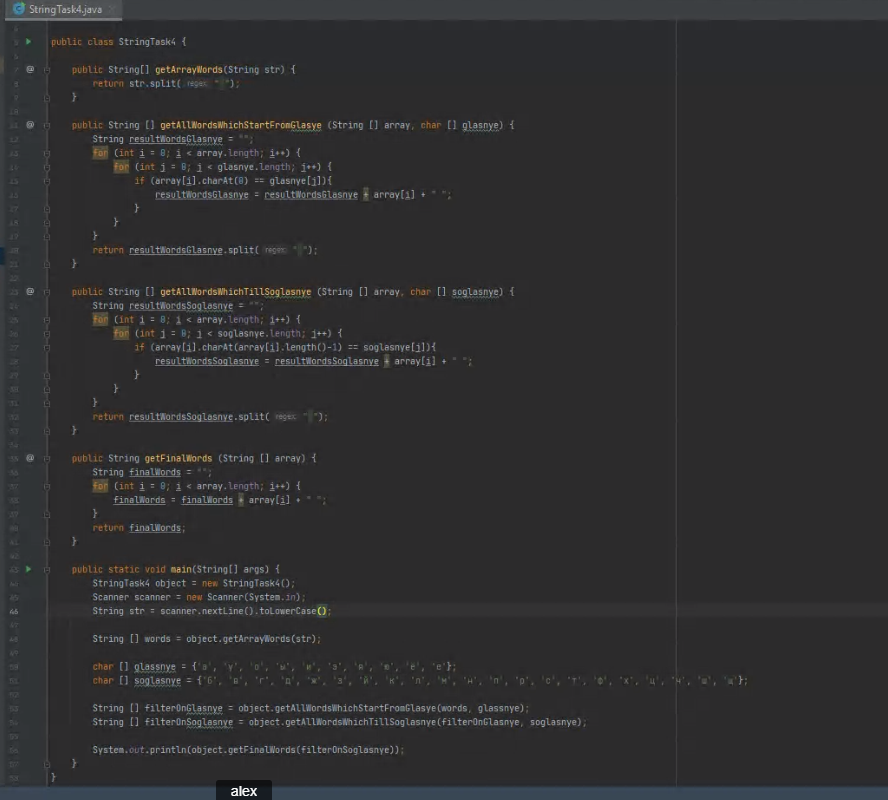 StringTask4.java
public class StringTask4 {
public String[] getArrayWords(String str) {
return str.split( regex: " ");
}
public String [] getAllWordsWhichStartFromGlasye (String [] array, char [] glasnye) {
String resultWordsGlasnye = "";
for (int i = 0; i < array.length; i++) {
for (int j = 0; j < glasnye.length; j++) {
if (array[i].charAt(0) == glasnye[j]){
resultWordsGlasnye = resultWordsGlasnye + array[i] + " ";
}
}
}
return resultWordsGlasnye.split( regex: " ");
}
public String [] getAllWordsWhichTillSoglasnye (String [] array, char [] soglasnye) {
String resultWordsSoglasnye = "";
for (int i = 0; i < array.length; i++) {
for (int j = 0; j < soglasnye.length; j++) {
if (array[i].charAt(array[i].length()-1) == soglasnye[j]){
resultWordsSoglasnye = resultWordsSoglasnye + array[i] + " ";
}
}
}
return resultWordsSoglasnye.split( regex: " ");
}
public String getFinalWords (String [] array) {
String finalWords = "";
for (int i = 0; i < array.length; i++) {
finalWords = finalWords + array[i] + " ";
}
return finalWords;
}
public static void main(String[] args) {
StringTask4 object = new StringTask4();
Scanner scanner = new Scanner(System.in);
46 String str = scanner.nextLine().toLowerCase();
String [] words = object.getArrayWords(str);
char [] glassnye = {
char [] soglasnye = {
String [] filterOnGlasnye = object.getAllWordsWhichStartFromGlasye(words, glassnye);
String [] filterOnSoglasnye = object.getAllWordsWhichTillSoglasnye(filterOnGlasnye, soglasnye);
System.out.println(object.getFinalWords(filterOnSoglasnye));
}
}
alex